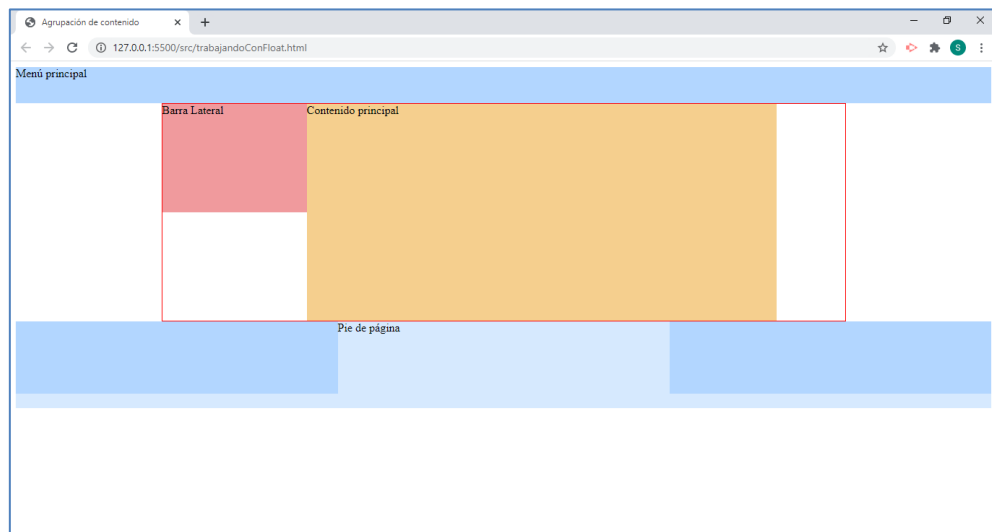 Agrupación de contenido
127.0.0.1:5500/src/trabajandoConFloat.html
S
Menú principal
Barra Lateral
Contenido principal
Pie de página